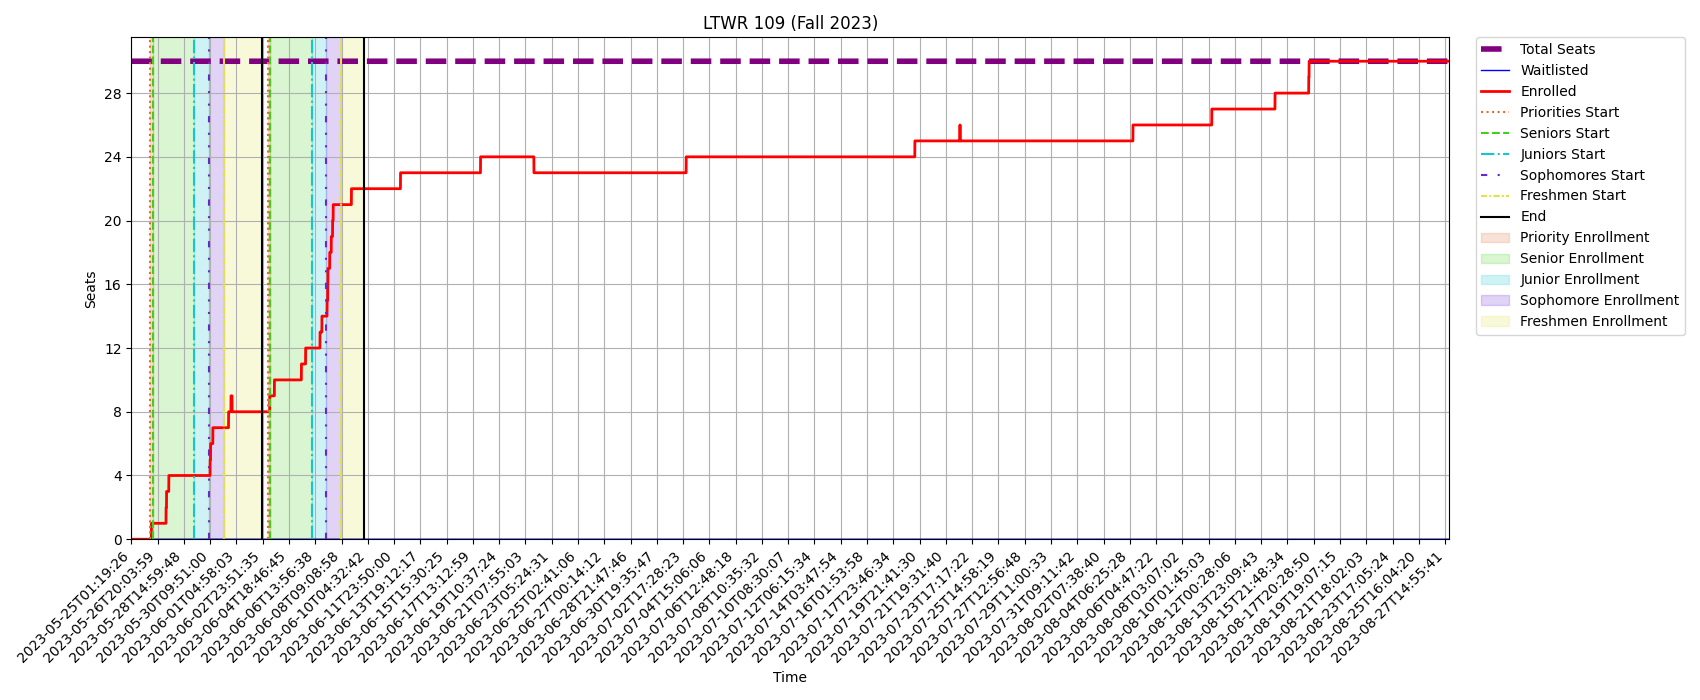 LTWR 109 (Fall 2023)
Total Seats
Waitlisted
Enrolled
Priorities Start
Seniors Start
Juniors Start
Sophomores Start
Freshmen Start
End
Priority Enrollment
Senior Enrollment
Junior Enrollment
Sophomore Enrollment
Freshmen Enrollment
Seats
28
24
20
16
12
8
4
0
2023-05-25T01:19:26
2023-05-26T20:03:59
2023-05-28T14:59:48
2023-05-30T09:51:00
2023-06-01T04:58:03
2023-06-02T23:51:35
2023-06-04T18:46:45
2023-06-06T13:56:38
2023-06-08T09:08:58
2023-06-10T04:32:42
2023-06-11T23:50:00
2023-06-13T19:12:17
2023-06-15T15:30:25
2023-06-17T13:12:59
2023-06-19T10:37:24
2023-06-21T07:55:03
2023-06-23T05:24:31
2023-06-25T02:41:06
2023-06-27T00:14:12
2023-06-28T21:47:46
2023-06-30T19:35:47
2023-07-02T17:28:23
2023-07-04T15:06:06
2023-07-06T12:48:18
2023-07-08T10:35:32
2023-07-10T08:30:07
2023-07-12T06:15:34
2023-07-14T03:47:54
2023-07-16T01:53:58
2023-07-17T23:46:34
2023-07-19T21:41:30
2023-07-21T19:31:40
2023-07-23T17:17:22
2023-07-25T14:58:19
2023-07-27T12:56:48
2023-07-29T11:00:33
2023-07-31T09:11:42
2023-08-02T07:38:40
2023-08-04T06:25:28
2023-08-06T04:47:22
2023-08-08T03:07:02
2023-08-10T01:45:03
2023-08-12T00:28:06
2023-08-13T23:09:43
2023-08-15T21:48:34
2023-08-17T20:28:50
2023-08-19T19:07:15
2023-08-21T18:02:03
2023-08-23T17:05:24
2023-08-25T16:04:20
2023-08-27T14:55:41
Time